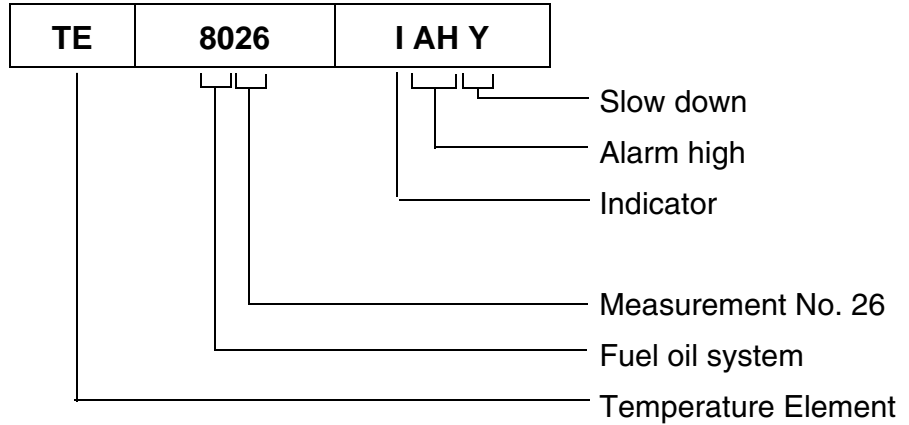 TE 8026 I AH Y
Slow down
Alarm high
Indicator
Measurement No. 26
Fuel oil system
Temperature Element